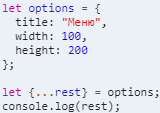 let options = {
  title: "Меню",
  width: 100,
  height: 200
};
let {...rest} = options;
console.log(rest);